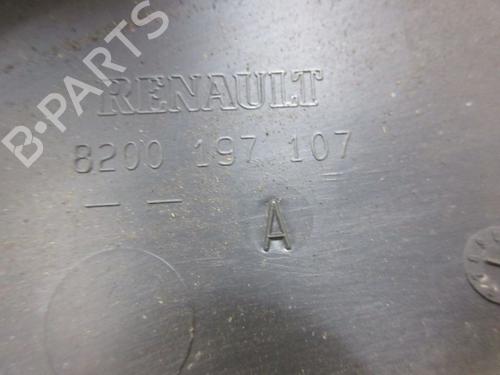 B-PARTS
RENAULT
8200 197 107
— —
A